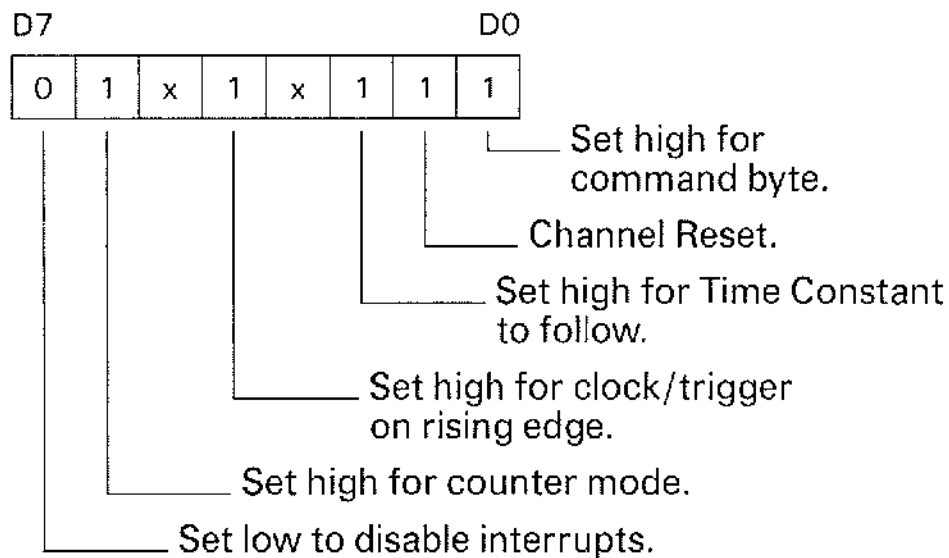 D7 D0
0 1 x 1 x 1 1 1
Set high for
command byte.
Channel Reset.
Set high for Time Constant
to follow.
Set high for clock/trigger
on rising edge.
Set high for counter mode.
Set low to disable interrupts.